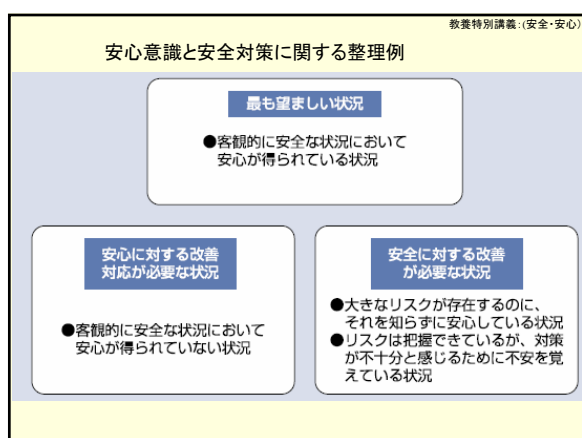 教養特別講義:(安全・安心)
安心意識と安全対策に関する整理例
最も望ましい状況
●客観的に安全な状況において
安心が得られている状況
安心に対する改善
対応が必要な状況
●客観的に安全な状況において
安心が得られていない状況
安全に対する改善
が必要な状況
●大きなリスクが存在するのに、
それを知らずに安心している状況
●リスクは把握できているが、対策
が不十分と感じるために不安を覚
えている状況